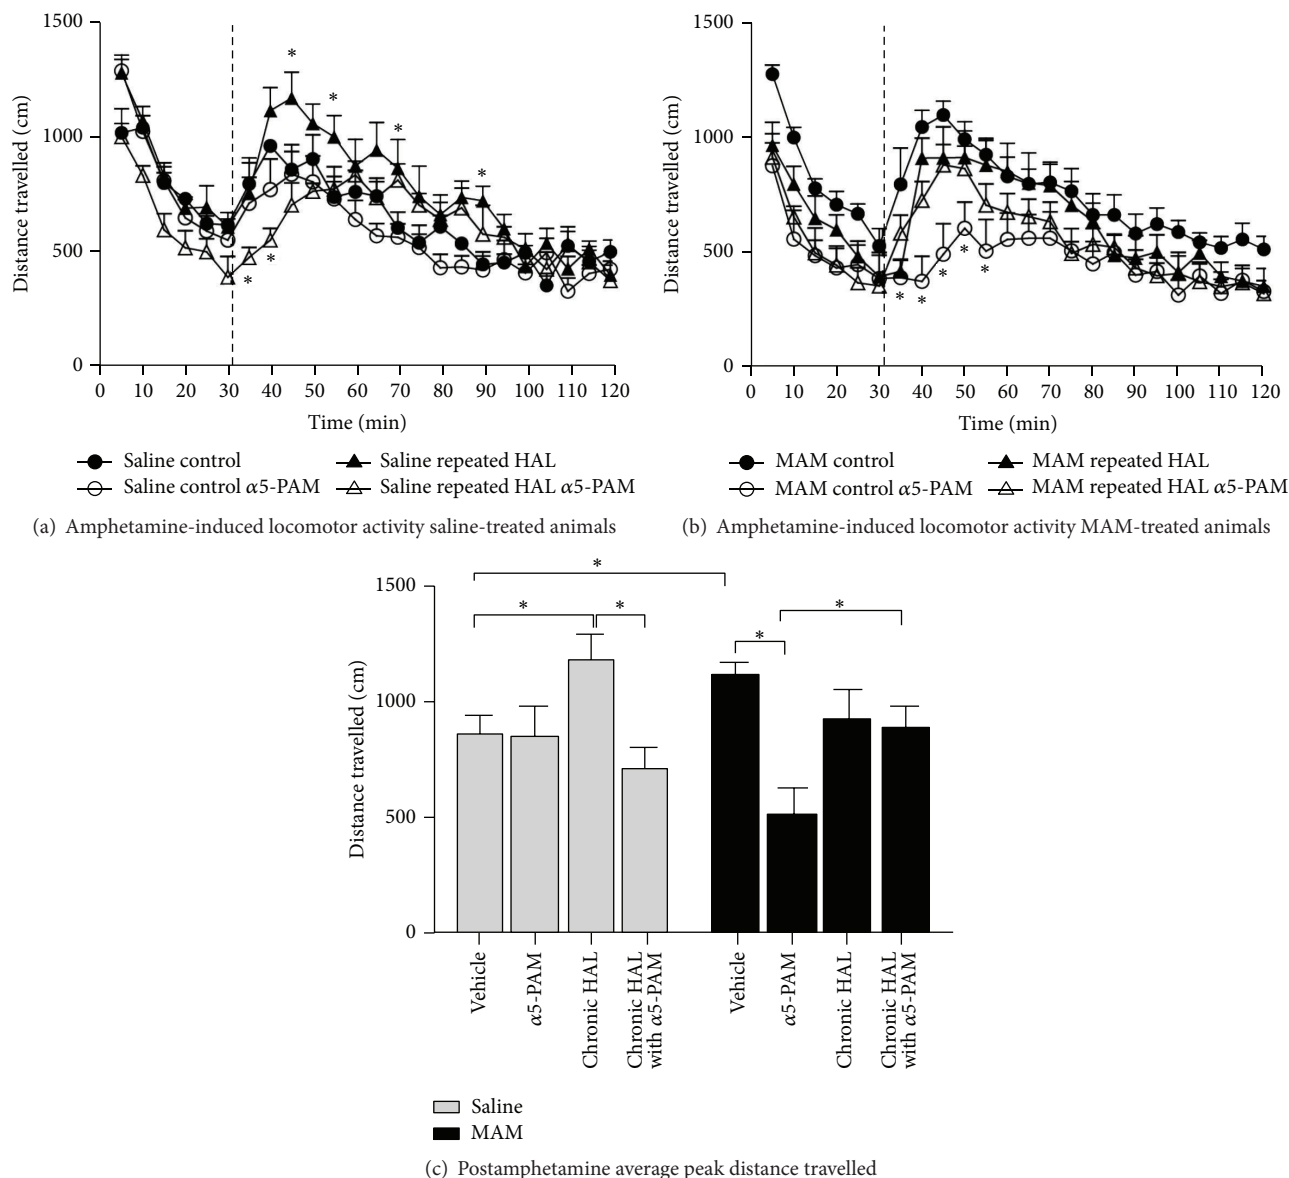 1500
1000
500
0
Distance travelled (cm)
* * * * * *
0 10 20 30 40 50 60 70 80 90 100 110 120
Time (min)
Saline control
Saline control α5-PAM
Saline repeated HAL
Saline repeated HAL α5-PAM
(a) Amphetamine-induced locomotor activity saline-treated animals
1500
1000
500
0
Distance travelled (cm)
* * * * *
0 10 20 30 40 50 60 70 80 90 100 110 120
Time (min)
MAM control
MAM control α5-PAM
MAM repeated HAL
MAM repeated HAL α5-PAM
(b) Amphetamine-induced locomotor activity MAM-treated animals
1500
1000
500
0
Distance travelled (cm)
* * * * *
Vehicle
α5-PAM
Chronic HAL
Chronic HAL
with α5-PAM
Vehicle
α5-PAM
Chronic HAL
Chronic HAL
with α5-PAM
Saline
MAM
(c) Postamphetamine average peak distance travelled